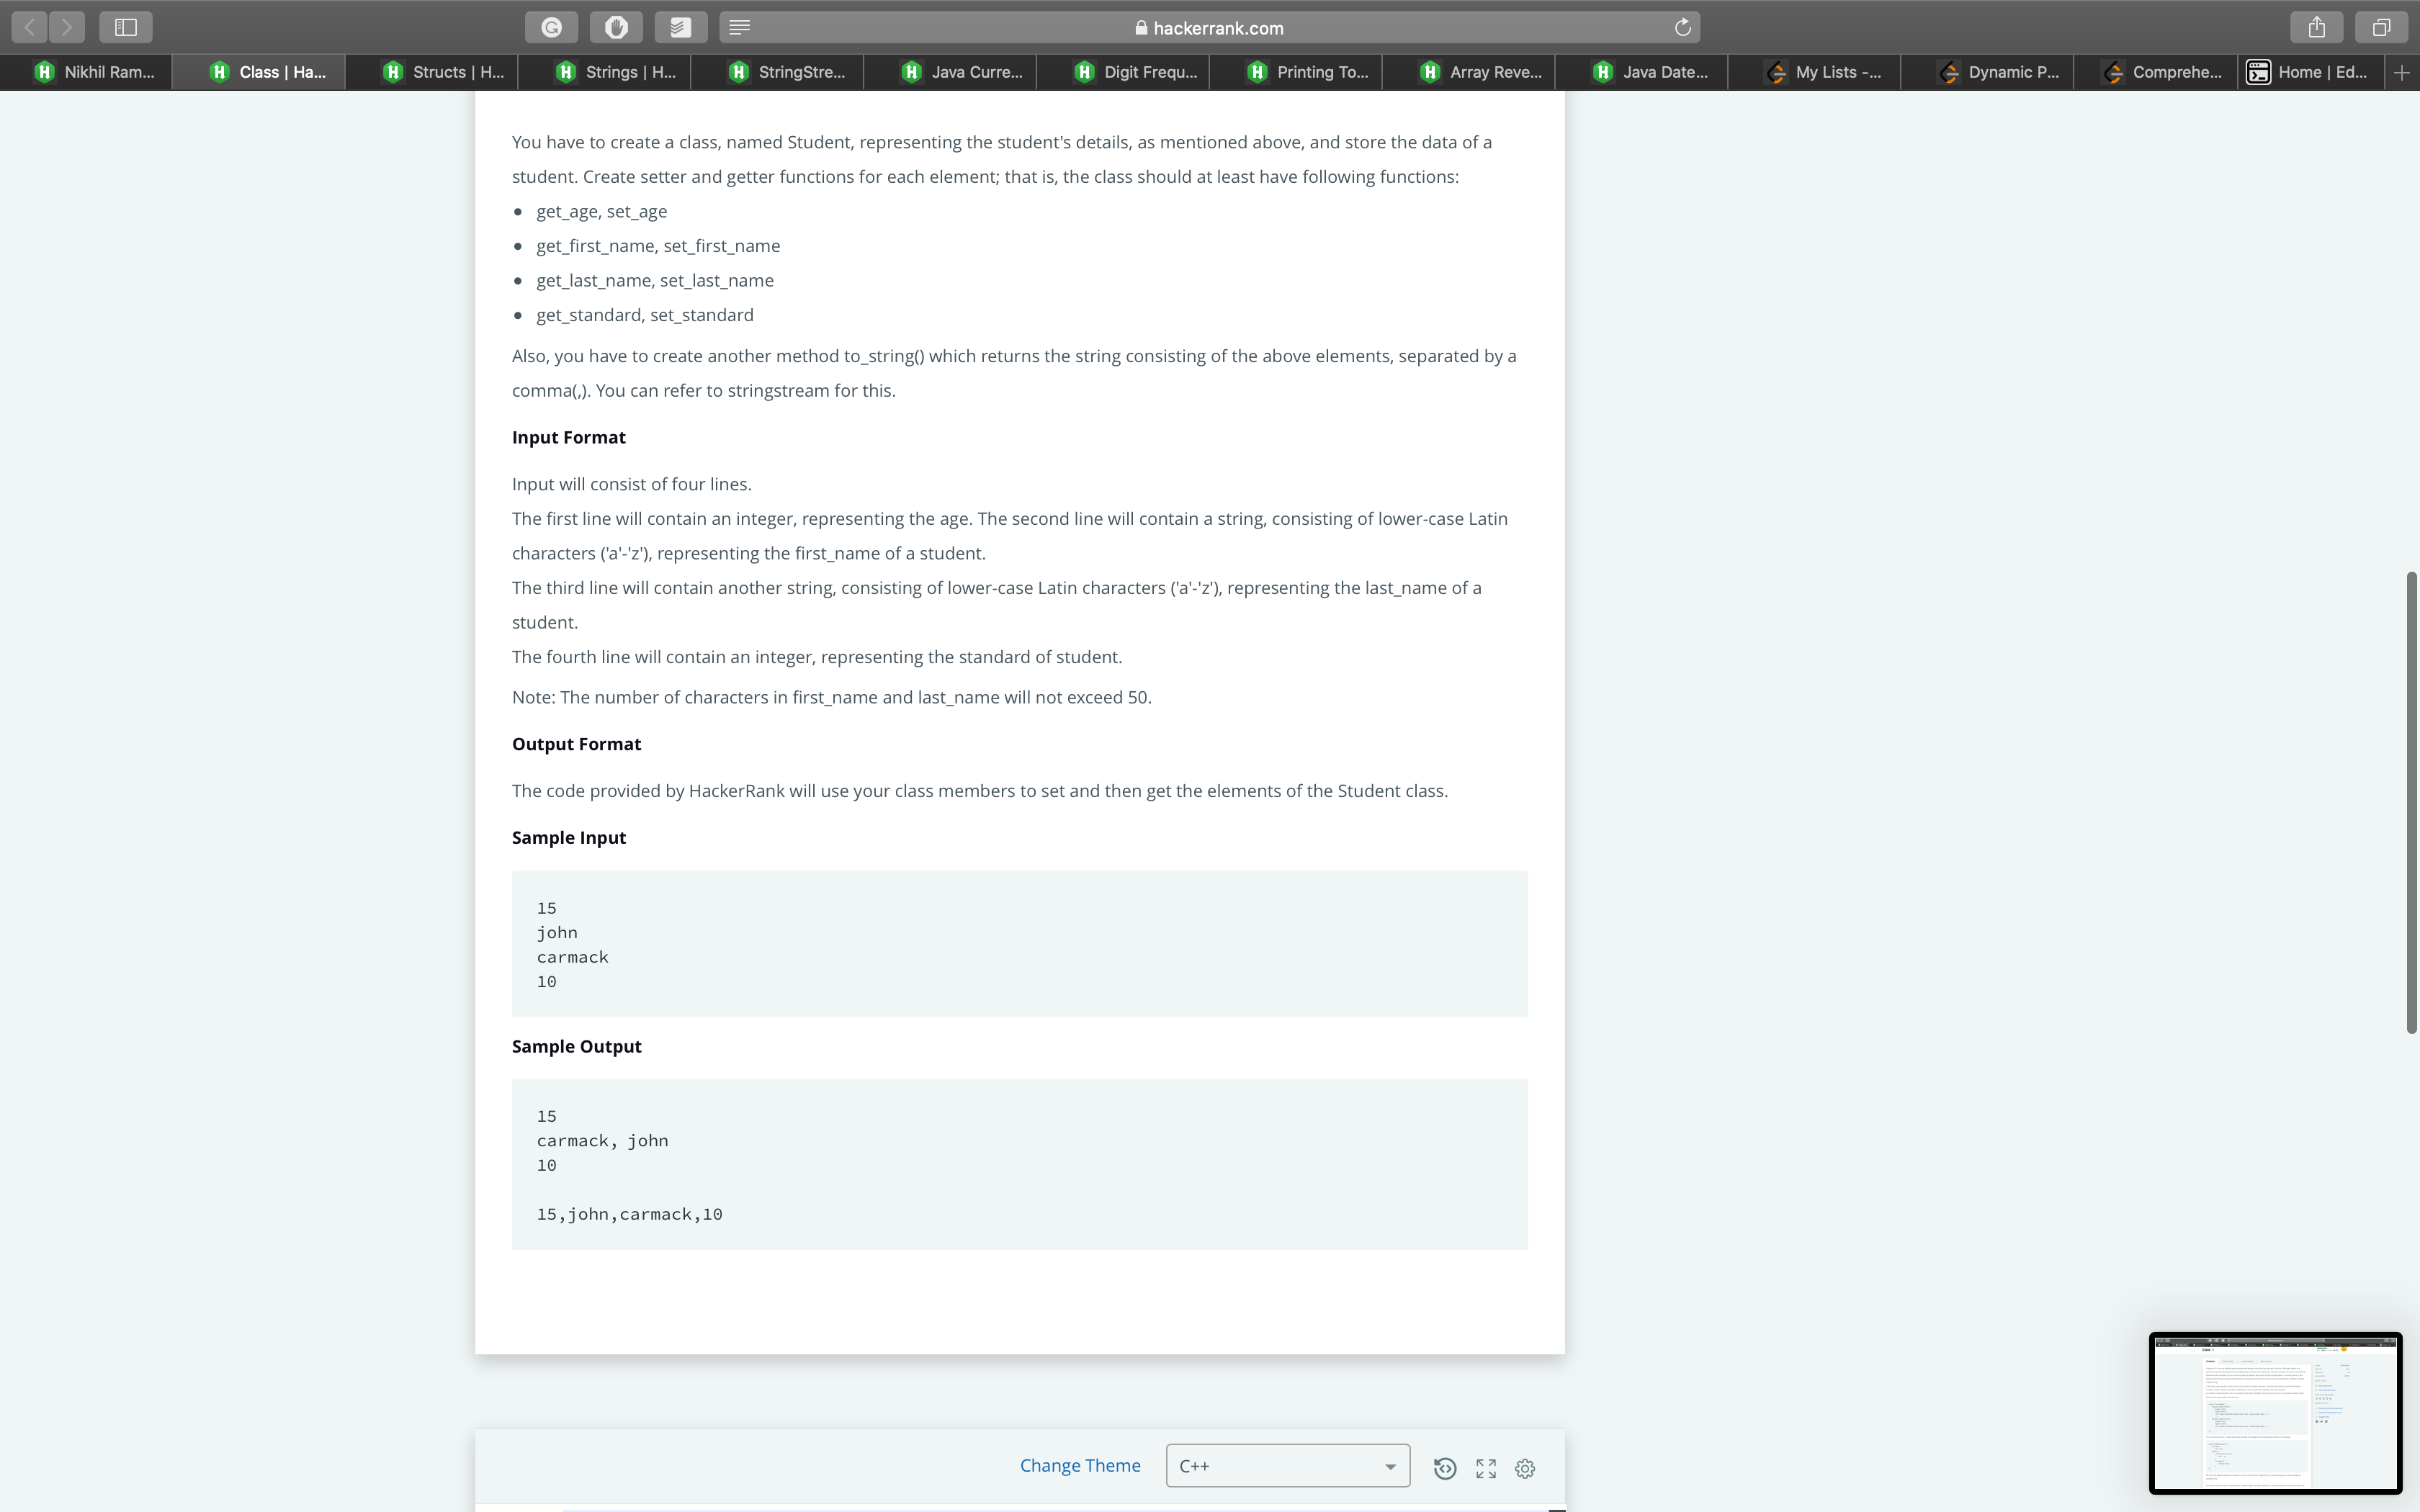 hackerrank.com
Nikhil Ram...
Class | Ha...
Structs | H...
Strings | H...
StringStre...
Java Curre...
Digit Frequ...
Printing To...
Array Reve...
Java Date...
My Lists -...
Dynamic P...
Comprehe...
Home | Ed...
You have to create a class, named Student, representing the student's details, as mentioned above, and store the data of a
student. Create setter and getter functions for each element; that is, the class should at least have following functions:
• get_age, set_age
• get_first_name, set_first_name
• get_last_name, set_last_name
• get_standard, set_standard
Also, you have to create another method to_string() which returns the string consisting of the above elements, separated by a
comma(,). You can refer to stringstream for this.
Input Format
Input will consist of four lines.
The first line will contain an integer, representing the age. The second line will contain a string, consisting of lower-case Latin
characters ('a'-'z'), representing the first_name of a student.
The third line will contain another string, consisting of lower-case Latin characters ('a'-'z'), representing the last_name of a
student.
The fourth line will contain an integer, representing the standard of student.
Note: The number of characters in first_name and last_name will not exceed 50.
Output Format
The code provided by HackerRank will use your class members to set and then get the elements of the Student class.
Sample Input
15
john
carmack
10
Sample Output
15
carmack, john
10
15,john,carmack,10
Change Theme
C++